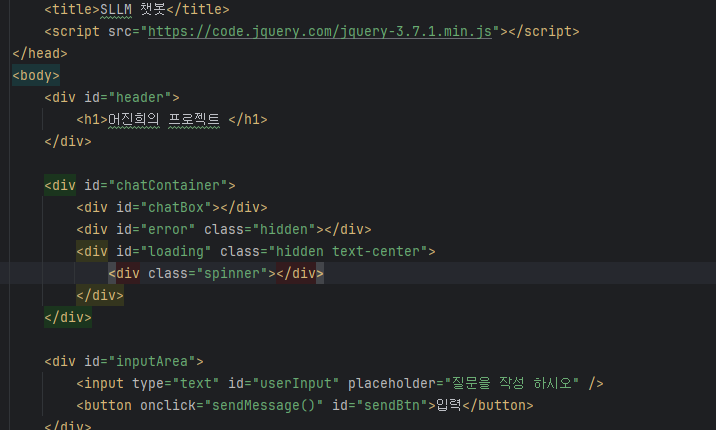 <title>SLLM 챗봇</title>
<script src="https://code.jquery.com/jquery-3.7.1.min.js"></script>
</head>
<body>
<div id="header">
<h1>어진희의 프로젝트 </h1>
</div>
<div id="chatContainer">
<div id="chatBox"></div>
<div id="error" class="hidden"></div>
<div id="loading" class="hidden text-center">
<div class="spinner"></div>
</div>
</div>
<div id="inputArea">
<input type="text" id="userInput" placeholder="질문을 작성 하시오" />
<button onclick="sendMessage()" id="sendBtn">입력</button>
</div>